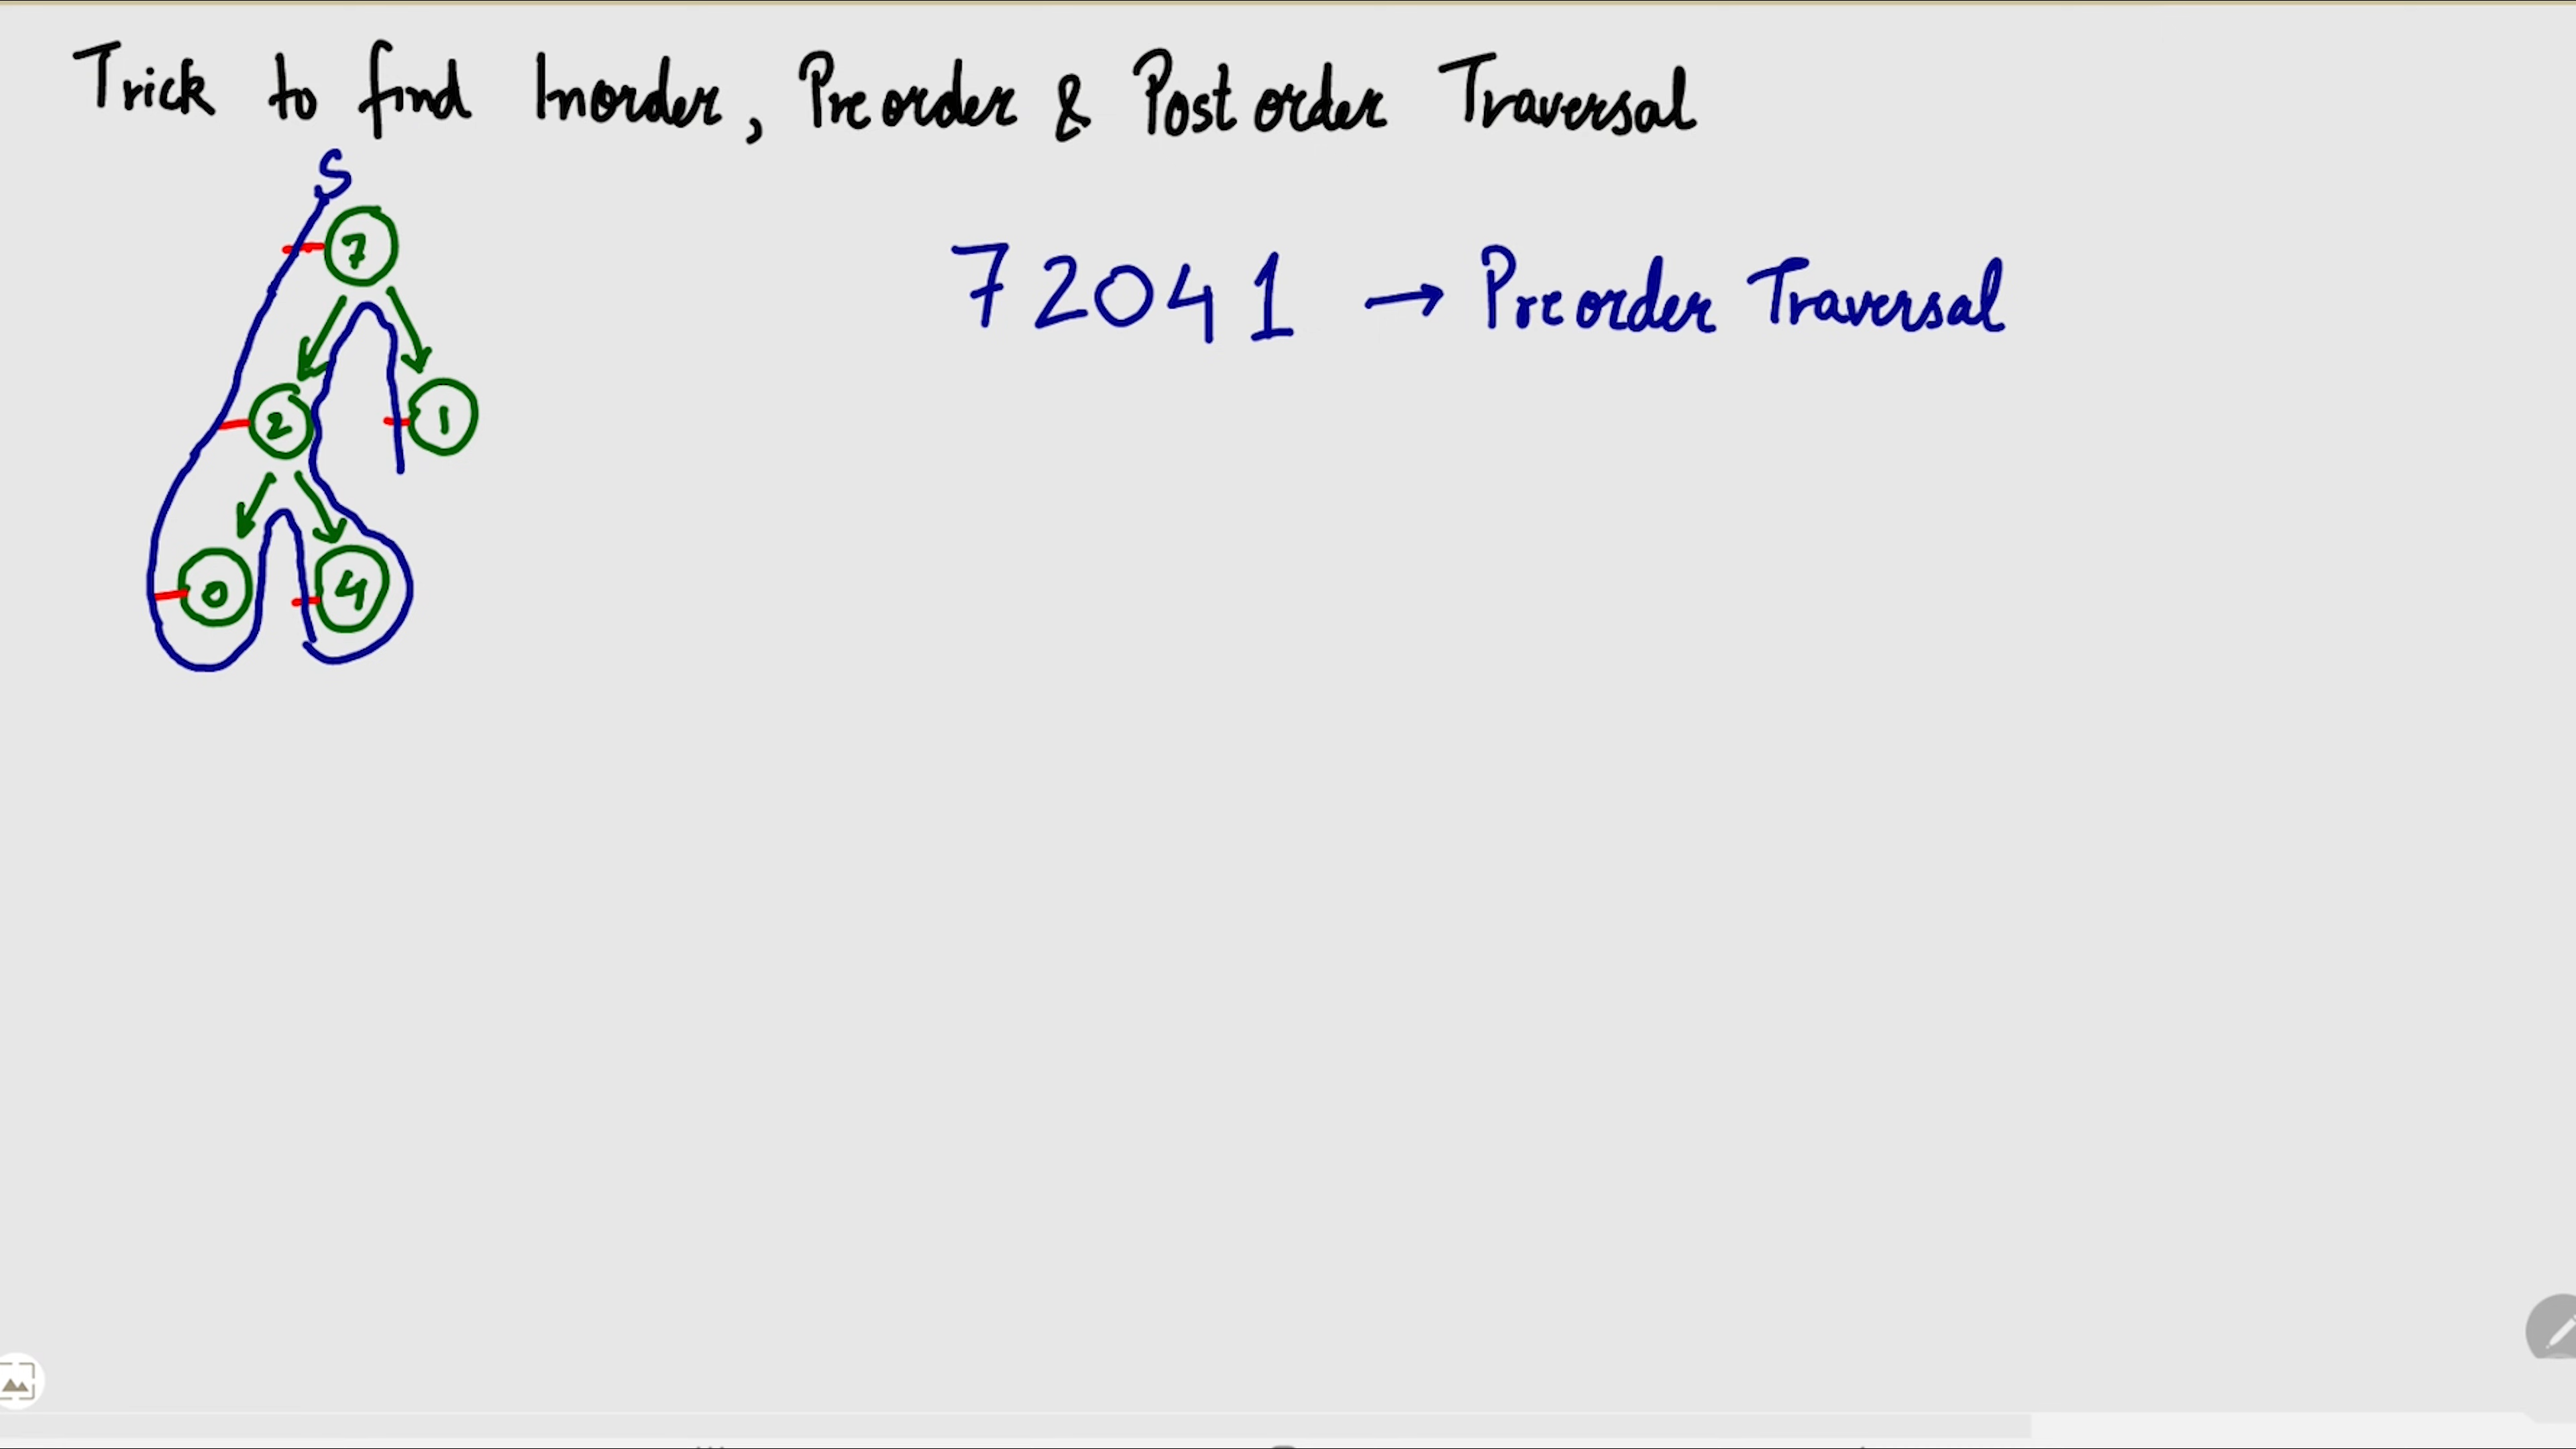 Trick to find Inorder, Preorder & Post order Traversal
S
7
72041 → Preorder Traversal
2 1
0 4